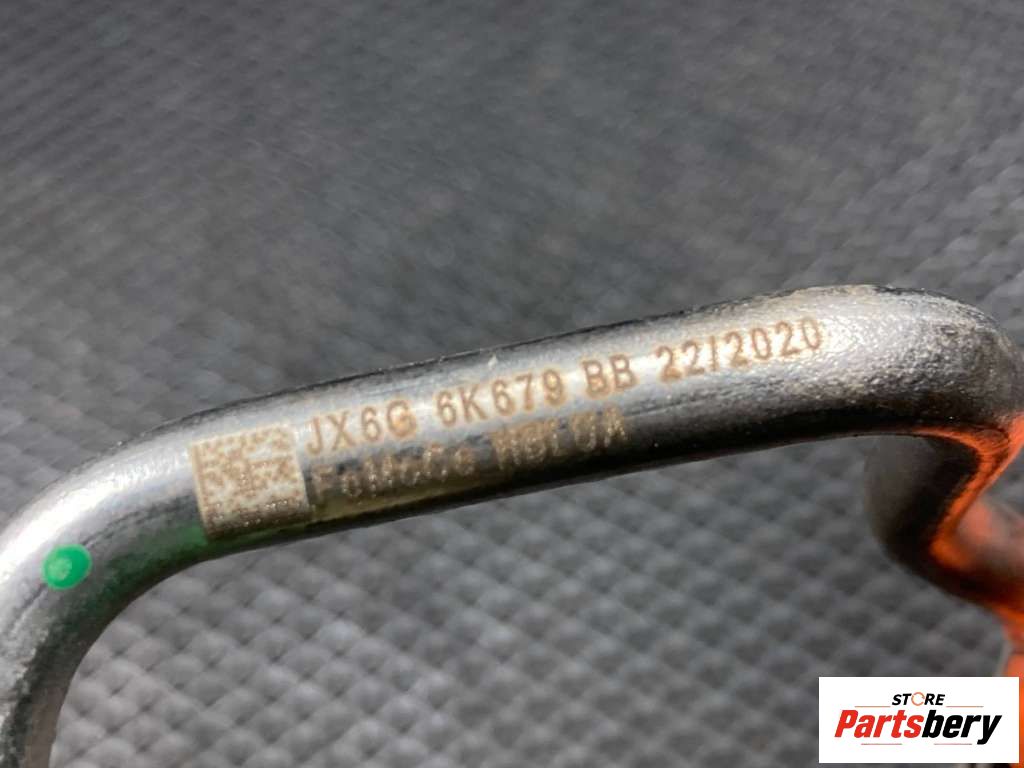 JX6G 6K679 BB 22/2020
FoMoCo
STORE
Partsbery